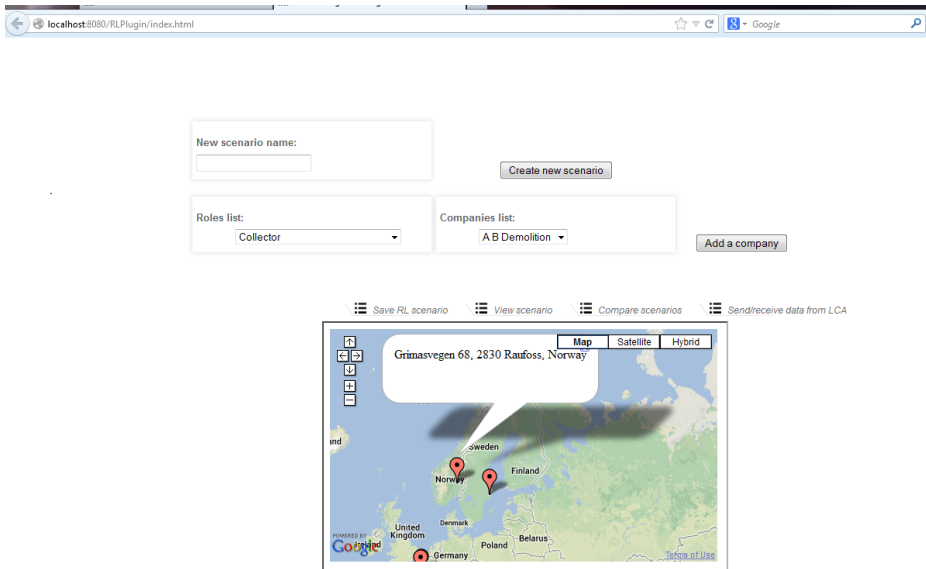 localhost:8080/RLPlugin/index.html
Google
New scenario name:
Create new scenario
Roles list:
Companies list:
Collector
A B Demolition
Add a company
Save RL scenario
View scenario
Compare scenarios
Send/receive data from LCA
Map
Satellite
Hybrid
Grimasvegen 68, 2830 Raufoss, Norway
Sweden
Finland
Norway
United Kingdom
Denmark
Belarus
Poland
Germany
POWERED BY
Google
Terms of Use